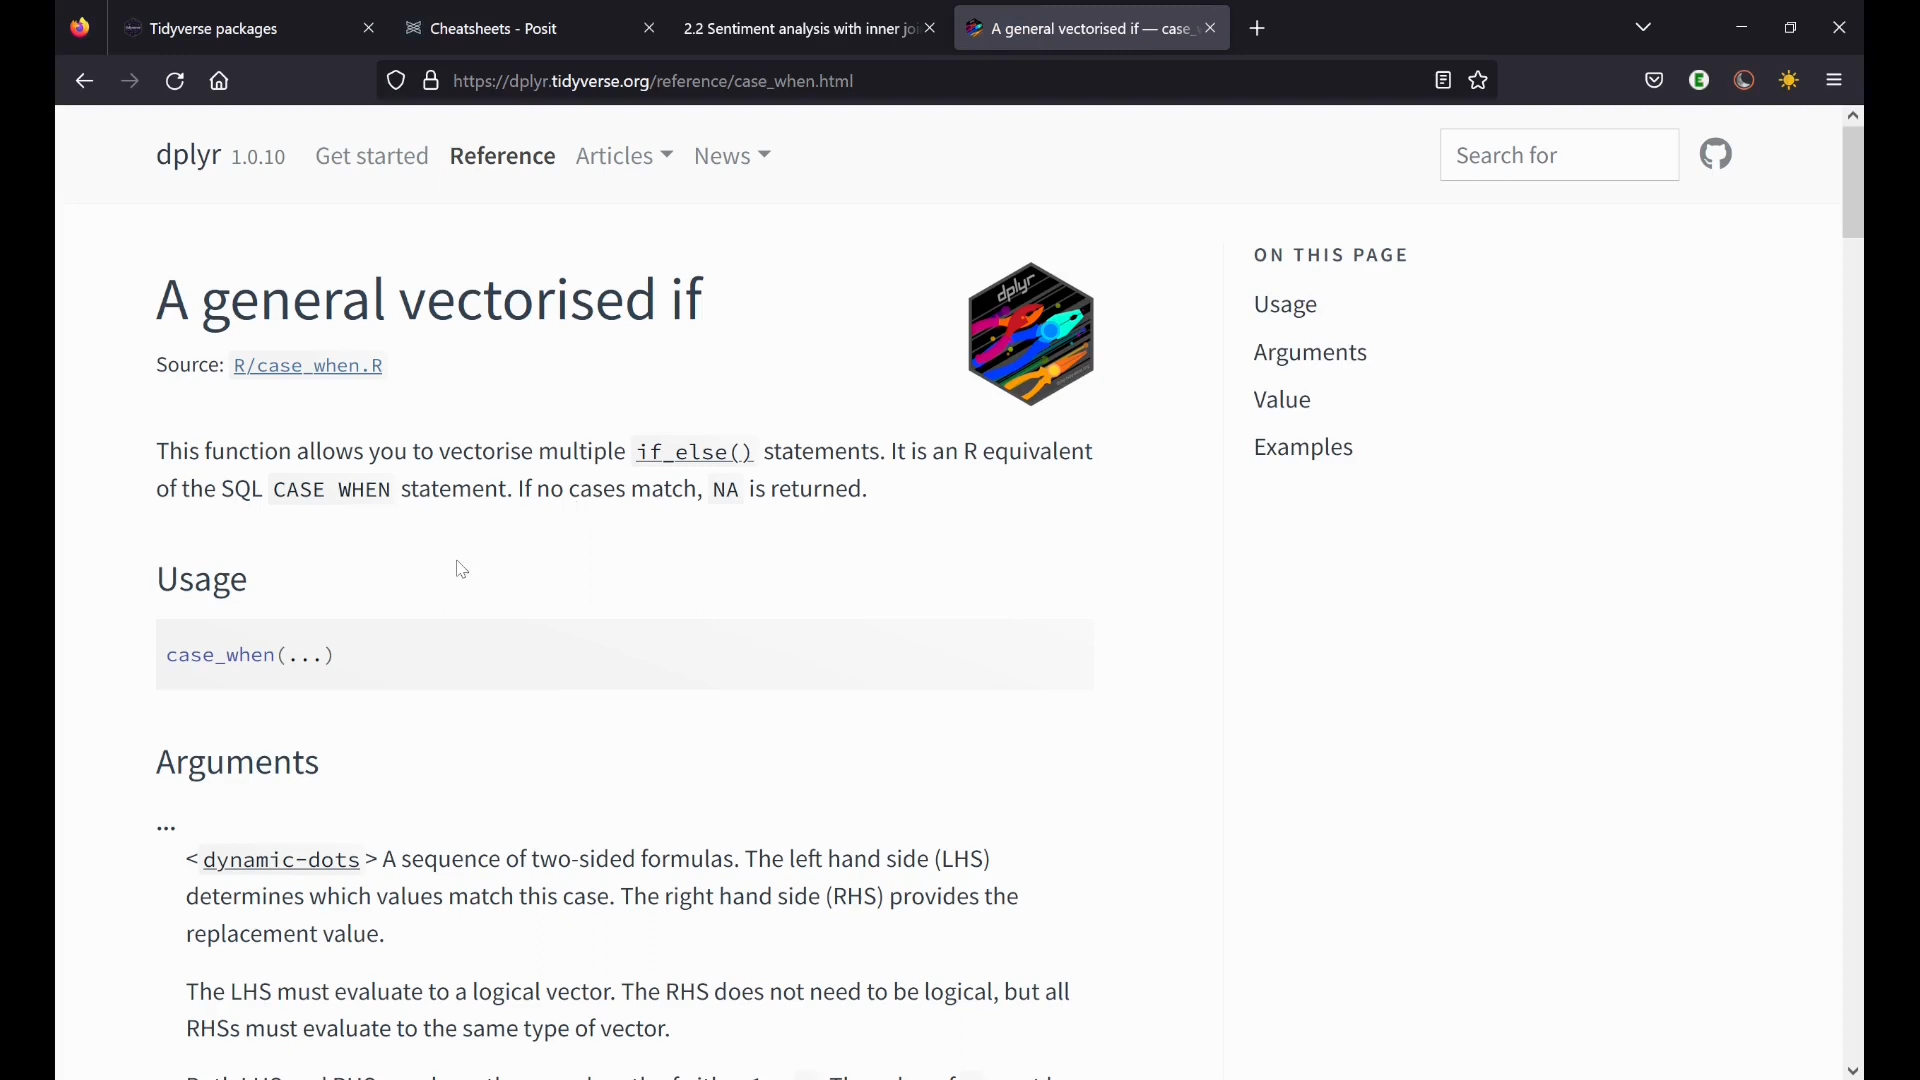 Tidyverse packages
Cheatsheets - Posit
2.2 Sentiment analysis with inner joi
A general vectorised if — case_
https://dplyr.tidyverse.org/reference/case_when.html
dplyr 1.0.10 Get started Reference Articles News
Search for
A general vectorised if
dplyr
Source: R/case_when.R
This function allows you to vectorise multiple if_else() statements. It is an R equivalent
of the SQL CASE WHEN statement. If no cases match, NA is returned.
Usage
case_when(...)
Arguments
...
<dynamic-dots> A sequence of two-sided formulas. The left hand side (LHS)
determines which values match this case. The right hand side (RHS) provides the
replacement value.
The LHS must evaluate to a logical vector. The RHS does not need to be logical, but all
RHSs must evaluate to the same type of vector.
ON THIS PAGE
Usage
Arguments
Value
Examples